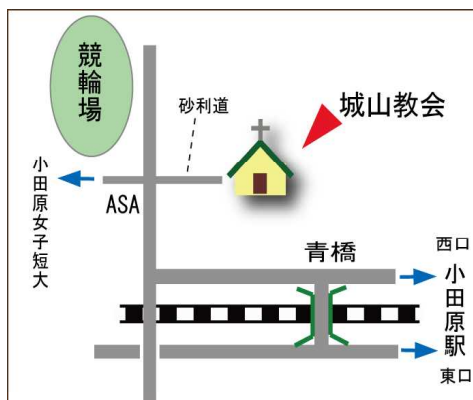 競輪場
砂利道
城山教会
小田原女子短大
ASA
青橋
西口
小田原駅
東口